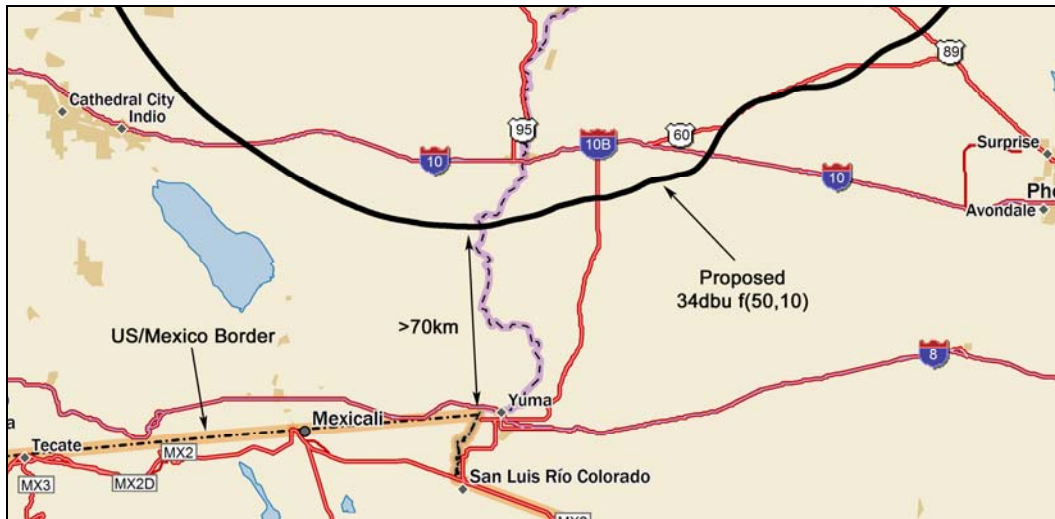 89
Cathedral City
Indio
95
10B
60
10
Surprise
10
Pho
Avondale
Proposed
34dbu f(50,10)
>70km
US/Mexico Border
8
Yuma
Mexicali
a
Tecate
MX2
San Luis Río Colorado
MX3
MX2D